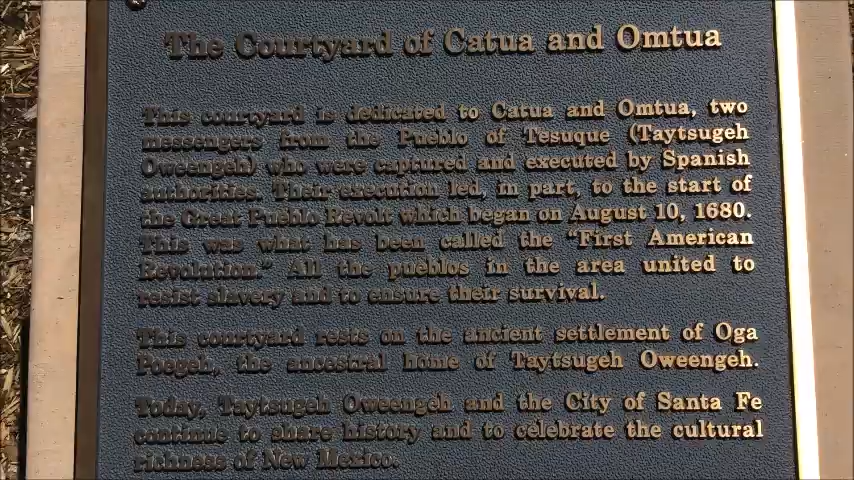 The Courtyard of Catua and Omtua
This courtyard is dedicated to Catua and Omtua, two
messengers from the Pueblo of Tesuque (Taytsugeh
Oweengeh) who were captured and executed by Spanish
authorities. Their execution led, in part, to the start of
the Great Pueblo Revolt which began on August 10, 1680.
This was what has been called the "First American
Revolution." All the pueblos in the area united to
resist slavery and to ensure their survival.
This courtyard rests on the ancient settlement of Oga
Poegeh, the ancestral home of Taytsugeh Oweengeh.
Today, Taytsugeh Oweengeh and the City of Santa Fe
continue to share history and to celebrate the cultural
richness of New Mexico.